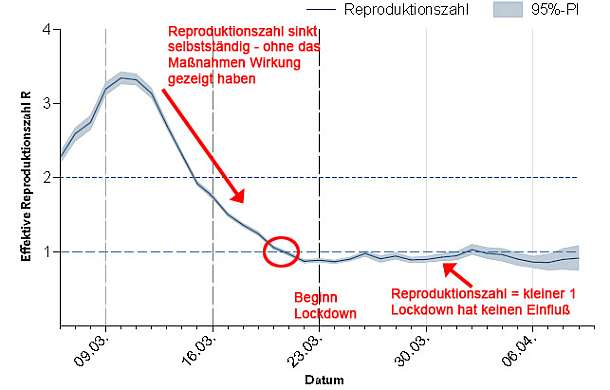 Reproduktionszahl 95%-PI
Reproduktionszahl sinkt
selbstständig - ohne das
Maßnahmen Wirkung
gezeigt haben
Effektive Reproduktionszahl R
4
3
2
1
Beginn
Lockdown
Reproduktionszahl = kleiner 1
Lockdown hat keinen Einfluß
09.03. 16.03. 23.03. 30.03. 06.04.
Datum